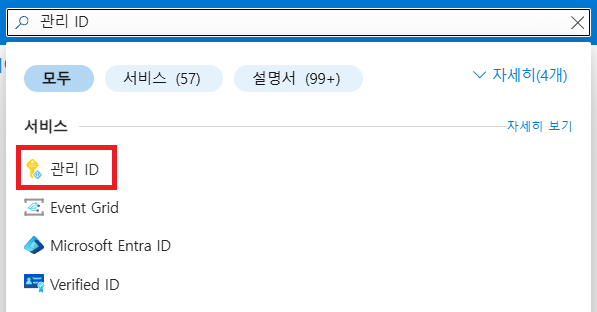 관리 ID
모두 서비스 (57) 설명서 (99+) 자세히(4개)
서비스 자세히 보기
관리 ID
Event Grid
Microsoft Entra ID
Verified ID